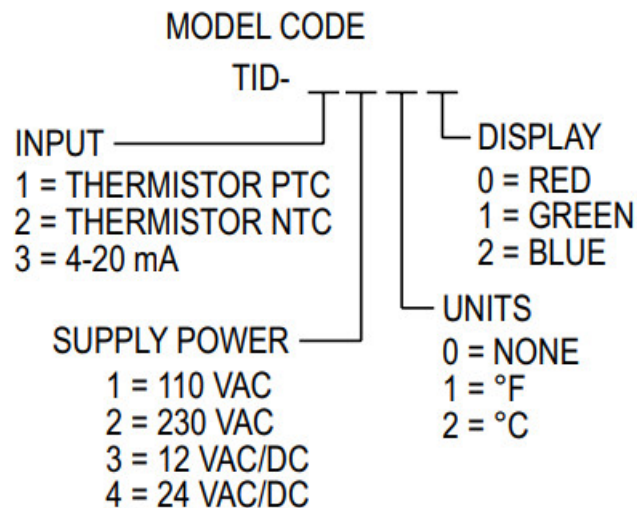 MODEL CODE
TID-
INPUT
1 = THERMISTOR PTC
2 = THERMISTOR NTC
3 = 4-20 mA
SUPPLY POWER
1 = 110 VAC
2 = 230 VAC
3 = 12 VAC/DC
4 = 24 VAC/DC
DISPLAY
0 = RED
1 = GREEN
2 = BLUE
UNITS
0 = NONE
1 = °F
2 = °C